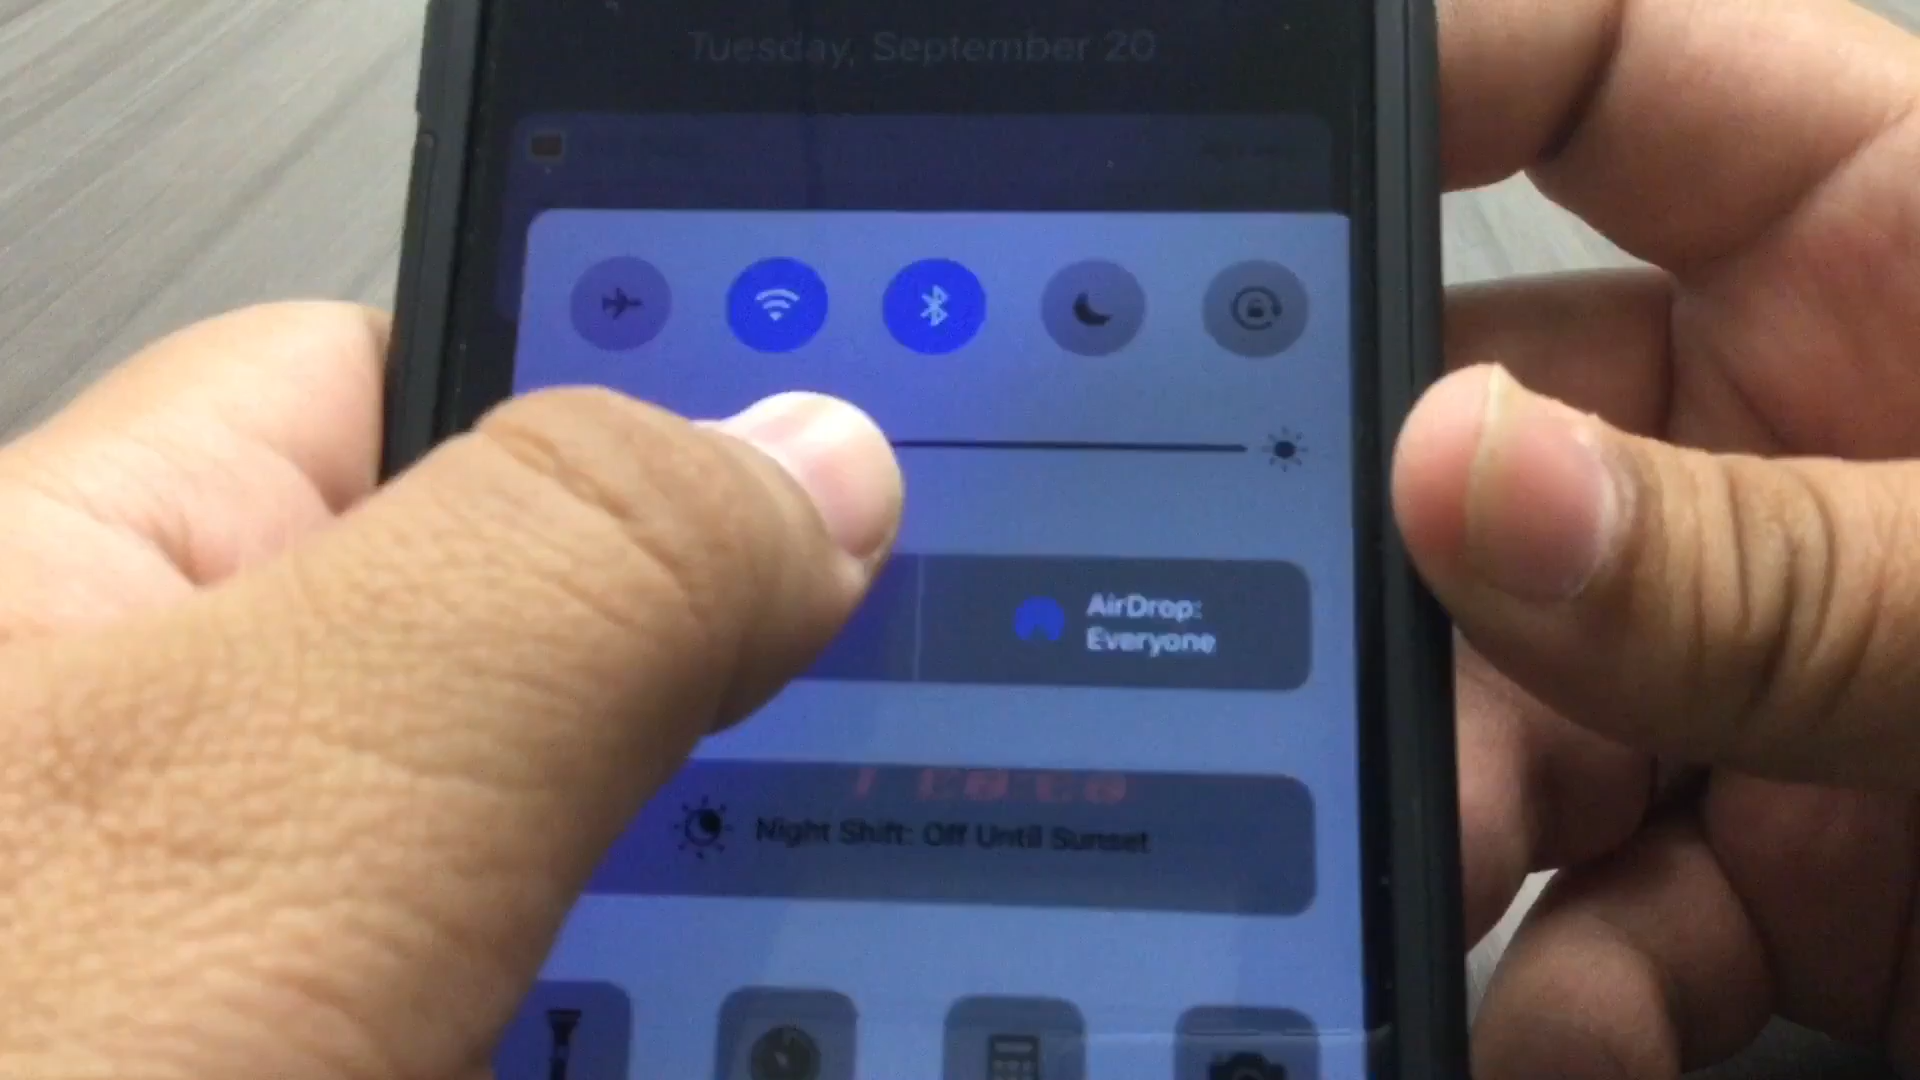 Tuesday, September 20
AirDrop:
Everyone
Night Shift: Off Until Sunset